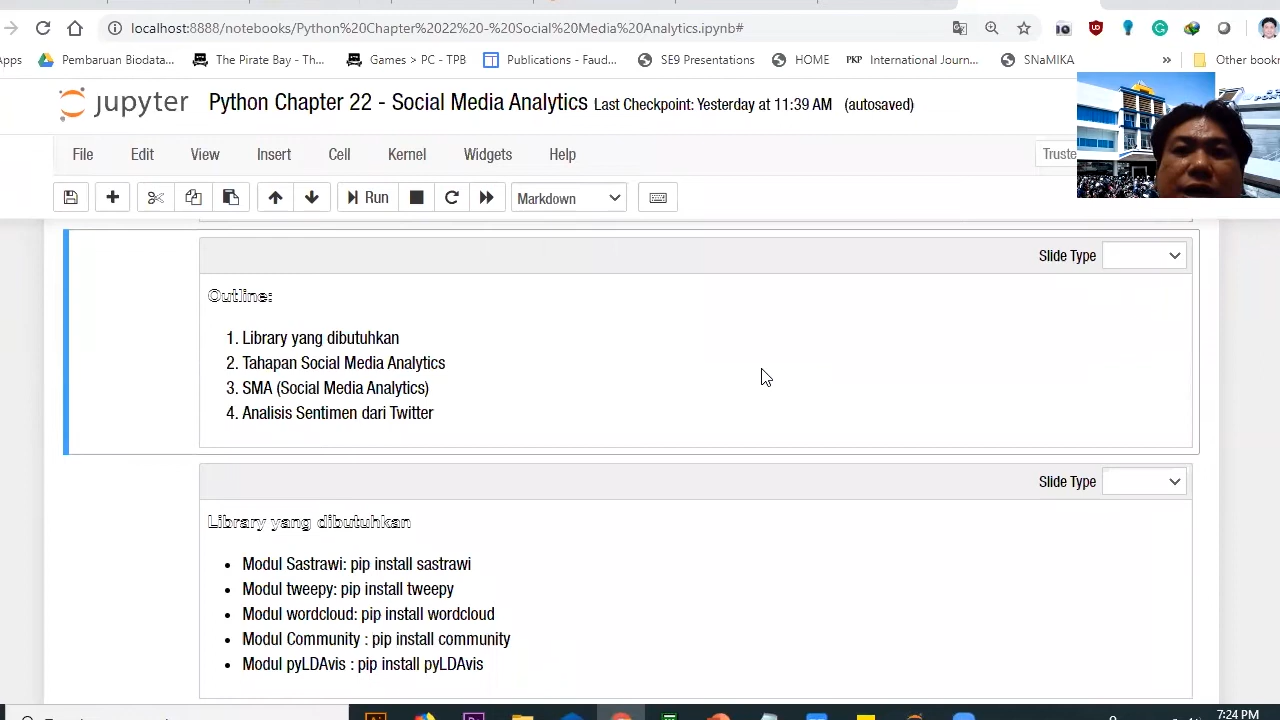 localhost:8888/notebooks/Python%20Chapter%2022%20-%20Social%20Media%20Analytics.ipynb#
Apps Pembaruan Biodata... The Pirate Bay - Th... Games > PC - TPB Publications - Faud... SE9 Presentations HOME PKP International Journ... SNaMIKA » Other bookr
jupyter Python Chapter 22 - Social Media Analytics Last Checkpoint: Yesterday at 11:39 AM (autosaved)
File Edit View Insert Cell Kernel Widgets Help Truste
Run Markdown
Slide Type
Outline:
1. Library yang dibutuhkan
2. Tahapan Social Media Analytics
3. SMA (Social Media Analytics)
4. Analisis Sentimen dari Twitter
Slide Type
Library yang dibutuhkan
• Modul Sastrawi: pip install sastrawi
• Modul tweepy: pip install tweepy
• Modul wordcloud: pip install wordcloud
• Modul Community : pip install community
• Modul pyLDAvis : pip install pyLDAvis
7:24 PM